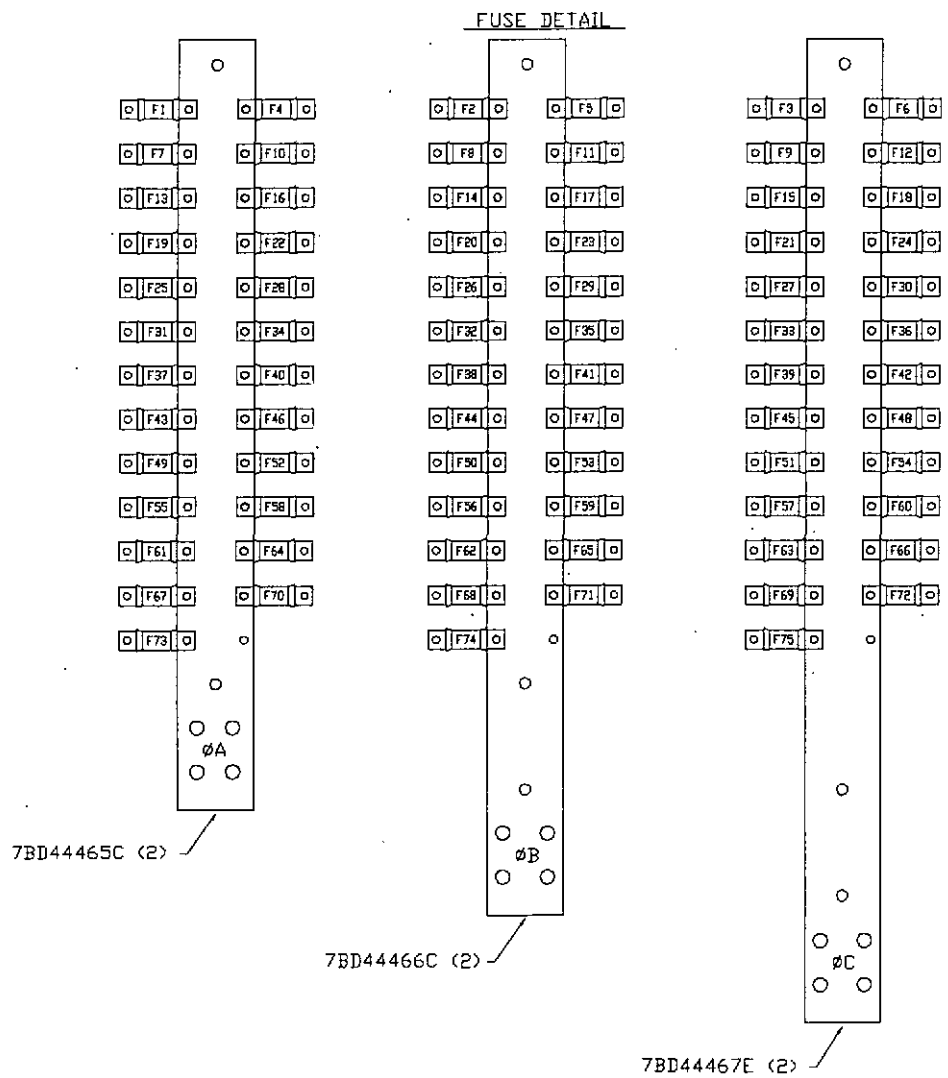 FUSE DETAIL
F1 F4 F2 F5 F3 F6
F7 F10 F8 F11 F9 F12
F13 F16 F14 F17 F15 F18
F19 F22 F20 F23 F21 F24
F25 F28 F26 F29 F27 F30
F31 F34 F32 F35 F33 F36
F37 F40 F38 F41 F39 F42
F43 F46 F44 F47 F45 F48
F49 F52 F50 F53 F51 F54
F55 F58 F56 F59 F57 F60
F61 F64 F62 F65 F63 F66
F67 F70 F68 F71 F69 F72
F73 F74 F75
ØA
7BD44465C (2)
ØB
7BD44466C (2)
ØC
7BD44467E (2)